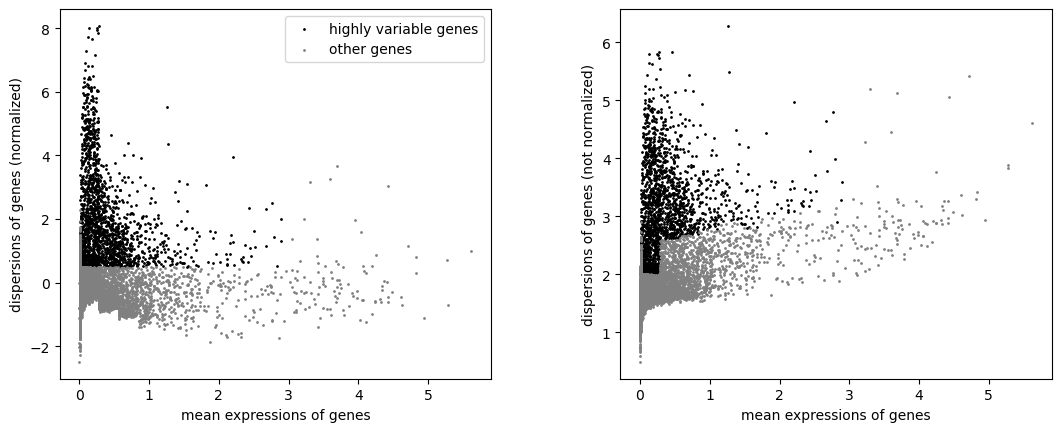 8
6
4
2
0
−2
dispersions of genes (normalized)
0 1 2 3 4 5
mean expressions of genes
highly variable genes
other genes
6
5
4
3
2
1
dispersions of genes (not normalized)
0 1 2 3 4 5
mean expressions of genes